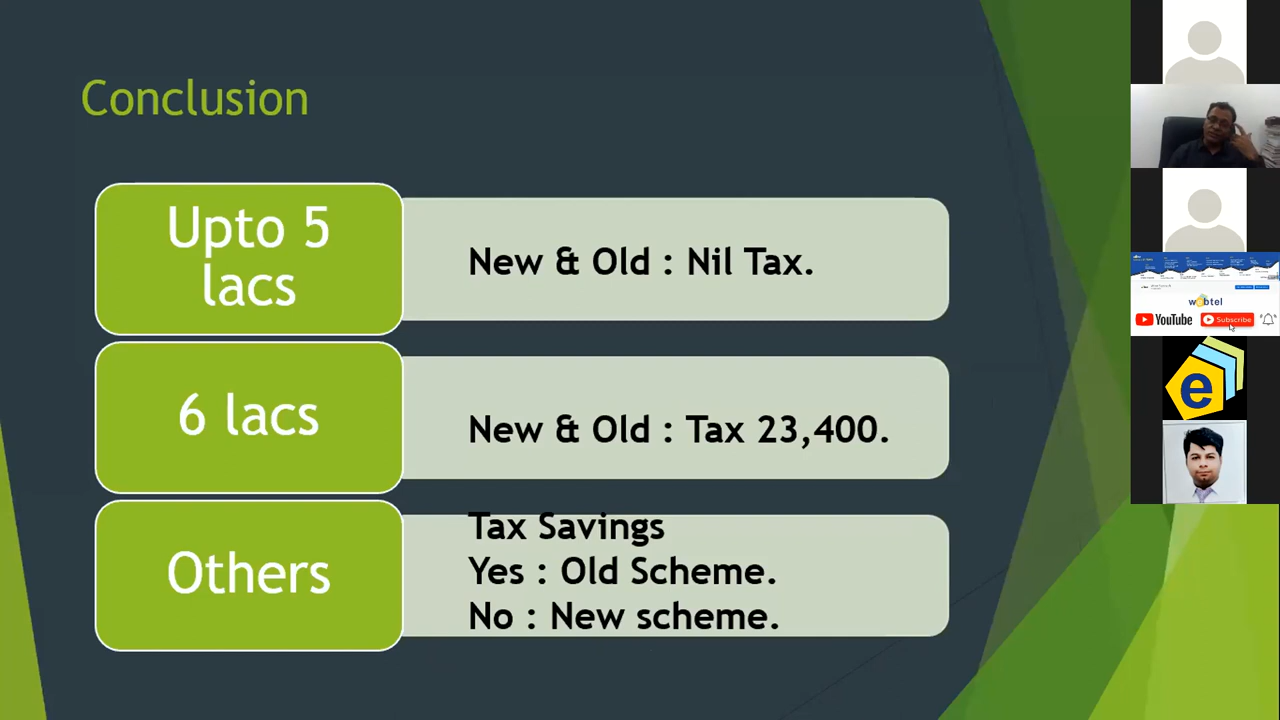 Conclusion
Upto 5
lacs
New & Old : Nil Tax.
6 lacs
New & Old : Tax 23,400.
Others
Tax Savings
Yes : Old Scheme.
No : New scheme.
webtel
YouTube
Subscribe
e